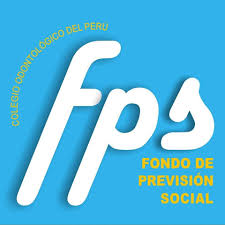 COLEGIO ODONTOLÓGICO DEL PERÚ
fps
FONDO DE
PREVISIÓN
SOCIAL